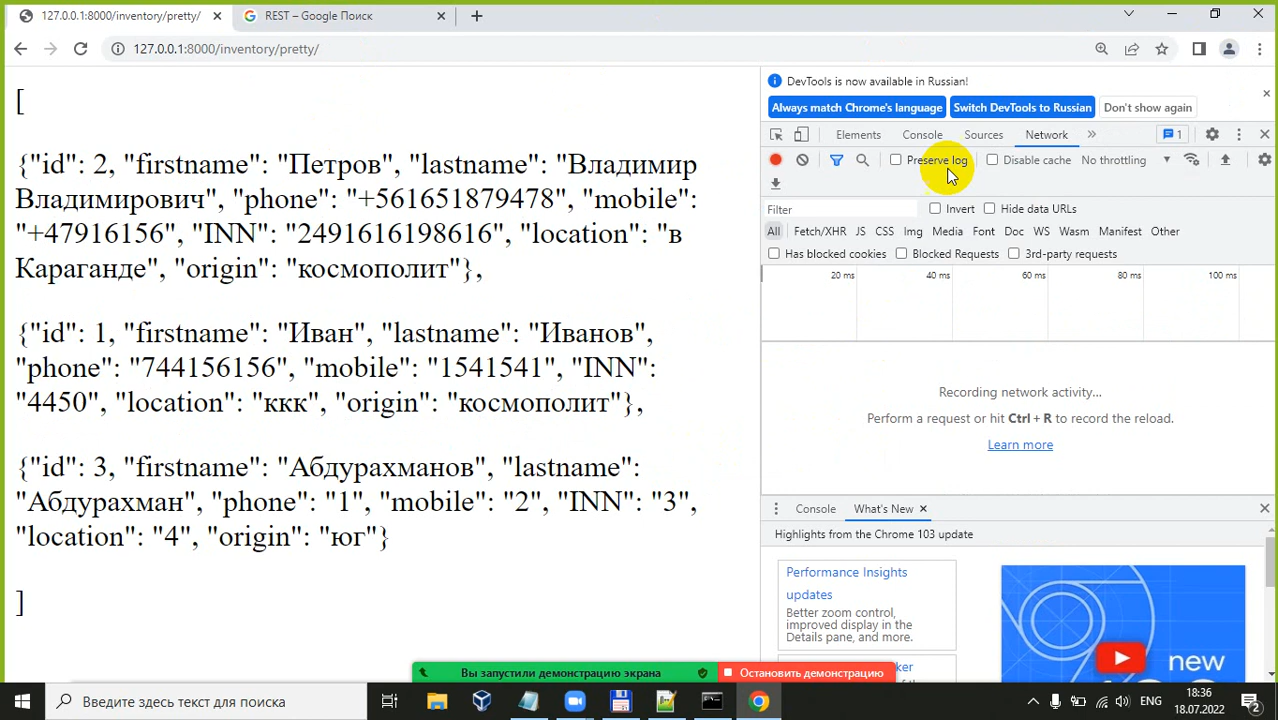 127.0.0.1:8000/inventory/pretty/
REST – Google Поиск
127.0.0.1:8000/inventory/pretty/
[
{"id": 2, "firstname": "Петров", "lastname": "Владимир
Владимирович", "phone": "+561651879478", "mobile":
"+47916156", "INN": "2491616198616", "location": "в
Караганде", "origin": "космополит"},
{"id": 1, "firstname": "Иван", "lastname": "Иванов",
"phone": "744156156", "mobile": "1541541", "INN":
"4450", "location": "ккк", "origin": "космополит"},
{"id": 3, "firstname": "Абдурахманов", "lastname":
"Абдурахман", "phone": "1", "mobile": "2", "INN": "3",
"location": "4", "origin": "юг"}
]
DevTools is now available in Russian!
Always match Chrome's language Switch DevTools to Russian Don't show again
Elements Console Sources Network 1
Preserve log Disable cache No throttling
Filter Invert Hide data URLs
All Fetch/XHR JS CSS Img Media Font Doc WS Wasm Manifest Other
Has blocked cookies Blocked Requests 3rd-party requests
20 ms 40 ms 60 ms 80 ms 100 ms
Recording network activity...
Perform a request or hit Ctrl + R to record the reload.
Learn more
Console What's New
Highlights from the Chrome 103 update
Performance Insights
updates
Better zoom control,
improved display in the
Details pane, and more.
new
Вы запустили демонстрацию экрана Остановить демонстрацию
Введите здесь текст для поиска
ENG
18:36
18.07.2022
2